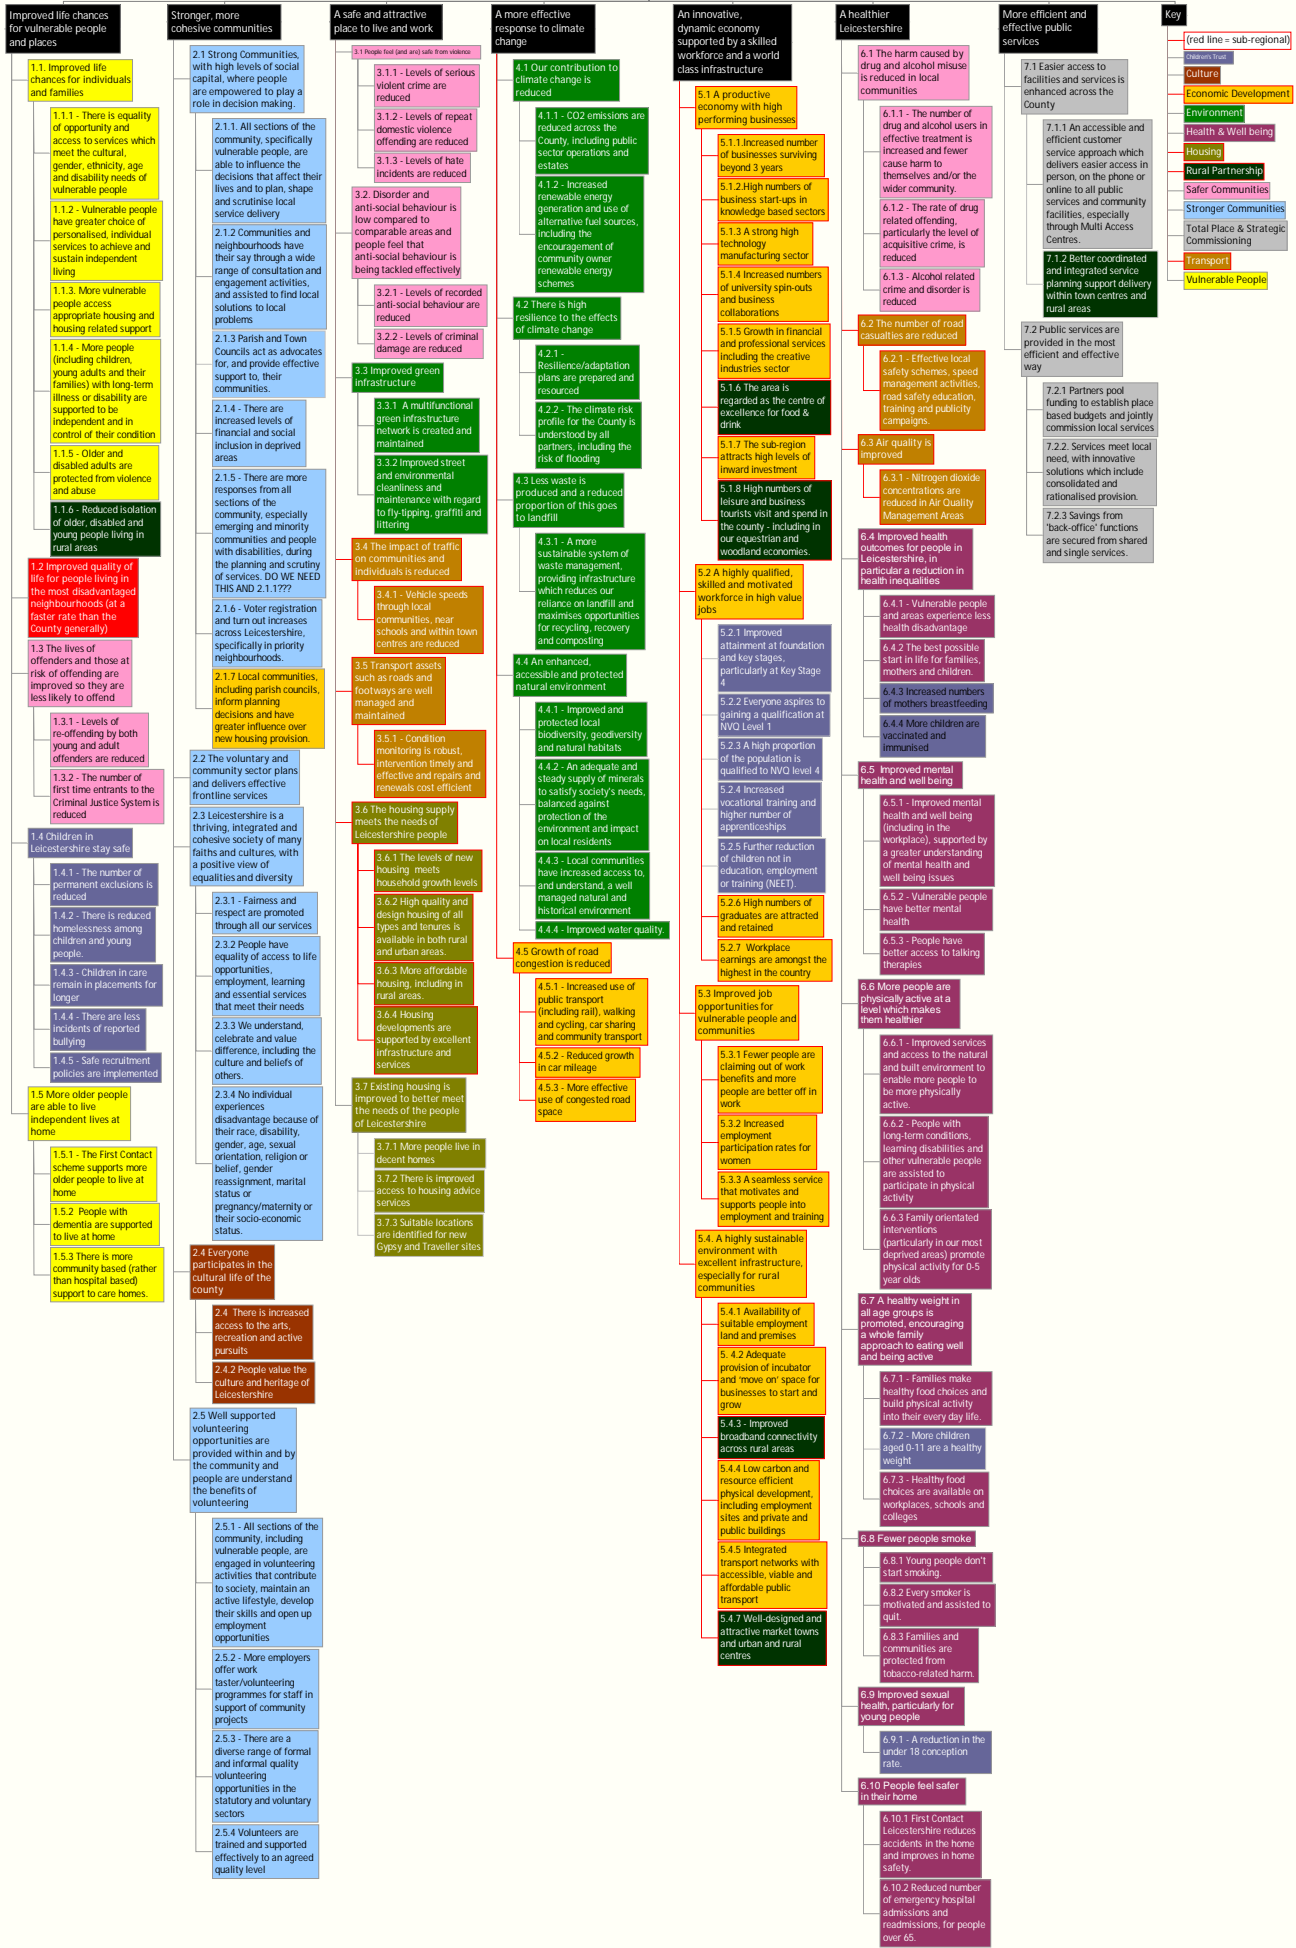 Improved life chances
for vulnerable people
and places
1.1. Improved life
chances for individuals
and families
1.1.1 - There is equality
of opportunity and
access to services which
meet the cultural,
gender, ethnicity, age
and disability needs of
vulnerable people
1.1.2 - Vulnerable people
have greater choice of
personalised, individual
services to achieve and
sustain independent
living
1.1.3. More vulnerable
people access
appropriate housing and
housing related support
1.1.4 - More people
(including children,
young adults and their
families) with long-term
illness or disability are
supported to be
independent and in
control of their condition
1.1.5 - Older and
disabled adults are
protected from violence
and abuse
1.1.6 - Reduced isolation
of older, disabled and
young people living in
rural areas
1.2 Improved quality of
life for people living in
the most disadvantaged
neighbourhoods (at a
faster rate than the
County generally)
1.3 The lives of
offenders and those at
risk of offending are
improved so they are
less likely to offend
1.3.1 - Levels of
re-offending by both
young and adult
offenders are reduced
1.3.2 - The number of
first time entrants to the
Criminal Justice System is
reduced
1.4 Children in
Leicestershire stay safe
1.4.1 - The number of
permanent exclusions is
reduced
1.4.2 - There is reduced
homelessness among
children and young
people.
1.4.3 - Children in care
remain in placements for
longer
1.4.4 - There are less
incidents of reported
bullying
1.4.5 - Safe recruitment
policies are implemented
1.5 More older people
are able to live
independent lives at
home
1.5.1 - The First Contact
scheme supports more
older people to live at
home
1.5.2  People with
dementia are supported
to live at home
1.5.3 There is more
community based (rather
than hospital based)
support to care homes.
Stronger, more
cohesive communities
2.1 Strong Communities,
with high levels of social
capital, where people
are empowered to play a
role in decision making.
2.1.1. All sections of the
community, specifically
vulnerable people, are
able to influence the
decisions that affect their
lives and to plan, shape
and scrutinise local
service delivery
2.1.2 Communities and
neighbourhoods have
their say through a wide
range of consultation and
engagement activities,
and assisted to find local
solutions to local
problems
2.1.3 Parish and Town
Councils act as advocates
for, and provide effective
support to, their
communities.
2.1.4 - There are
increased levels of
financial and social
inclusion in deprived
areas
2.1.5 - There are more
responses from all
sections of the
community, especially
emerging and minority
communities and people
with disabilities, during
the planning and scrutiny
of services. DO WE NEED
THIS AND 2.1.1???
2.1.6 - Voter registration
and turn out increases
across Leicestershire,
specifically in priority
neighbourhoods.
2.1.7 Local communities,
including parish councils,
inform planning
decisions and have
greater influence over
new housing provision.
2.2 The voluntary and
community sector plans
and delivers effective
frontline services
2.3 Leicestershire is a
thriving, integrated and
cohesive society of many
faiths and cultures, with
a positive view of
equalities and diversity
2.3.1 - Fairness and
respect are promoted
through all our services
2.3.2 People have
equality of access to life
opportunities,
employment, learning
and essential services
that meet their needs
2.3.3 We understand,
celebrate and value
difference, including the
culture and beliefs of
others.
2.3.4 No individual
experiences
disadvantage because of
their race, disability,
gender, age, sexual
orientation, religion or
belief, gender
reassignment, marital
status or
pregnancy/maternity or
their socio-economic
status.
2.4 Everyone
participates in the
cultural life of the
county
2.4  There is increased
access to the arts,
recreation and active
pursuits
2.4.2 People value the
culture and heritage of
Leicestershire
2.5 Well supported
volunteering
opportunities are
provided within and by
the community and
people are understand
the benefits of
volunteering
2.5.1 - All sections of the
community, including
vulnerable people, are
engaged in volunteering
activities that contribute
to society, maintain an
active lifestyle, develop
their skills and open up
employment
opportunities
2.5.2 - More employers
offer work
taster/volunteering
programmes for staff in
support of community
projects
2.5.3 - There are a
diverse range of formal
and informal quality
volunteering
opportunities in the
statutory and voluntary
sectors
2.5.4 Volunteers are
trained and supported
effectively to an agreed
quality level
A safe and attractive
place to live and work
3.1 People feel (and are) safe from violence
3.1.1 - Levels of serious
violent crime are
reduced
3.1.2 - Levels of repeat
domestic violence
offending are reduced
3.1.3 - Levels of hate
incidents are reduced
3.2. Disorder and
anti-social behaviour is
low compared to
comparable areas and
people feel that
anti-social behaviour is
being tackled effectively
3.2.1 - Levels of recorded
anti-social behaviour are
reduced
3.2.2 - Levels of criminal
damage are reduced
3.3 Improved green
infrastructure
3.3.1  A multifunctional
green infrastructure
network is created and
maintained
3.3.2 Improved street
and environmental
cleanliness and
maintenance with regard
to fly-tipping, graffiti and
littering
3.4 The impact of traffic
on communities and
individuals is reduced
3.4.1 - Vehicle speeds
through local
communities, near
schools and within town
centres are reduced
3.5 Transport assets
such as roads and
footways are well
managed and
maintained
3.5.1 - Condition
monitoring is robust,
intervention timely and
effective and repairs and
renewals cost efficient
3.6 The housing supply
meets the needs of
Leicestershire people
3.6.1 The levels of new
housing  meets
household growth levels
3.6.2 High quality and
design housing of all
types and tenures is
available in both rural
and urban areas.
3.6.3 More affordable
housing, including in
rural areas.
3.6.4 Housing
developments are
supported by excellent
infrastructure and
services
3.7 Existing housing is
improved to better meet
the needs of the people
of Leicestershire
3.7.1 More people live in
decent homes
3.7.2 There is improved
access to housing advice
services
3.7.3 Suitable locations
are identified for new
Gypsy and Traveller sites
A more effective
response to climate
change
4.1 Our contribution to
climate change is
reduced
4.1.1 - CO2 emissions are
reduced across the
County, including public
sector operations and
estates
4.1.2 - Increased
renewable energy
generation and use of
alternative fuel sources,
including the
encouragement of
community owner
renewable energy
schemes
4.2 There is high
resilience to the effects
of climate change
4.2.1 -
Resilience/adaptation
plans are prepared and
resourced
4.2.2 - The climate risk
profile for the County is
understood by all
partners, including the
risk of flooding
4.3 Less waste is
produced and a reduced
proportion of this goes
to landfill
4.3.1 - A more
sustainable system of
waste management,
providing infrastructure
which reduces our
reliance on landfill and
maximises opportunities
for recycling, recovery
and composting
4.4 An enhanced,
accessible and protected
natural environment
4.4.1 - Improved and
protected local
biodiversity, geodiversity
and natural habitats
4.4.2 - An adequate and
steady supply of minerals
to satisfy society's needs,
balanced against
protection of the
environment and impact
on local residents
4.4.3 - Local communities
have increased access to,
and understand, a well
managed natural and
historical environment
4.4.4 - Improved water quality.
4.5 Growth of road
congestion is reduced
4.5.1 - Increased use of
public transport
(including rail), walking
and cycling, car sharing
and community transport
4.5.2 - Reduced growth
in car mileage
4.5.3 - More effective
use of congested road
space
An innovative,
dynamic economy
supported by a skilled
workforce and a world
class infrastructure
5.1 A productive
economy with high
performing businesses
5.1.1.Increased number
of businesses surviving
beyond 3 years
5.1.2.High numbers of
business start-ups in
knowledge based sectors
5.1.3 A strong high
technology
manufacturing sector
5.1.4 Increased numbers
of university spin-outs
and business
collaborations
5.1.5 Growth in financial
and professional services
including the creative
industries sector
5.1.6 The area is
regarded as the centre of
excellence for food &
drink
5.1.7 The sub-region
attracts high levels of
inward investment
5.1.8 High numbers of
leisure and business
tourists visit and spend in
the county - including in
our equestrian and
woodland economies.
5.2 A highly qualified,
skilled and motivated
workforce in high value
jobs
5.2.1 Improved
attainment at foundation
and key stages,
particularly at Key Stage
4
5.2.2 Everyone aspires to
gaining a qualification at
NVQ Level 1
5.2.3 A high proportion
of the population is
qualified to NVQ level 4
5.2.4 Increased
vocational training and
higher number of
apprenticeships
5.2.5 Further reduction
of children not in
education, employment
or training (NEET).
5.2.6 High numbers of
graduates are attracted
and retained
5.2.7  Workplace
earnings are amongst the
highest in the country
5.3 Improved job
opportunities for
vulnerable people and
communities
5.3.1 Fewer people are
claiming out of work
benefits and more
people are better off in
work
5.3.2 Increased
employment
participation rates for
women
5.3.3 A seamless service
that motivates and
supports people into
employment and training
5.4. A highly sustainable
environment with
excellent infrastructure,
especially for rural
communities
5.4.1 Availability of
suitable employment
land and premises
5. 4.2 Adequate
provision of incubator
and 'move on' space for
businesses to start and
grow
5.4.3 - Improved
broadband connectivity
across rural areas
5.4.4 Low carbon and
resource efficient
physical development,
including employment
sites and private and
public buildings
5.4.5 Integrated
transport networks with
accessible, viable and
affordable public
transport
5.4.7 Well-designed and
attractive market towns
and urban and rural
centres
A healthier
Leicestershire
6.1 The harm caused by
drug and alcohol misuse
is reduced in local
communities
6.1.1 - The number of
drug and alcohol users in
effective treatment is
increased and fewer
cause harm to
themselves and/or the
wider community.
6.1.2 - The rate of drug
related offending,
particularly the level of
acquisitive crime, is
reduced
6.1.3 - Alcohol related
crime and disorder is
reduced
6.2 The number of road
casualties are reduced
6.2.1 - Effective local
safety schemes, speed
management activities,
road safety education,
training and publicity
campaigns.
6.3 Air quality is
improved
6.3.1 - Nitrogen dioxide
concentrations are
reduced in Air Quality
Management Areas
6.4 Improved health
outcomes for people in
Leicestershire, in
particular a reduction in
health inequalities
6.4.1 - Vulnerable people
and areas experience less
health disadvantage
6.4.2 The best possible
start in life for families,
mothers and children.
6.4.3 Increased numbers
of mothers breastfeeding
6.4.4 More children are
vaccinated and
immunised
6.5  Improved mental
health and well being
6.5.1 - Improved mental
health and well being
(including in the
workplace), supported by
a greater understanding
of mental health and
well being issues
6.5.2 - Vulnerable people
have better mental
health
6.5.3 - People have
better access to talking
therapies
6.6 More people are
physically active at a
level which makes
them healthier
6.6.1 - Improved services
and access to the natural
and built environment to
enable more people to
be more physically
active.
6.6.2 - People with
long-term conditions,
learning disabilities and
other vulnerable people
are assisted to
participate in physical
activity
6.6.3 Family orientated
interventions
(particularly in our most
deprived areas) promote
physical activity for 0-5
year olds
6.7 A healthy weight in
all age groups is
promoted, encouraging
a whole family
approach to eating well
and being active
6.7.1 - Families make
healthy food choices and
build physical activity
into their every day life.
6.7.2 - More children
aged 0-11 are a healthy
weight
6.7.3 - Healthy food
choices are available on
workplaces, schools and
colleges
6.8 Fewer people smoke
6.8.1 Young people don't
start smoking.
6.8.2 Every smoker is
motivated and assisted to
quit.
6.8.3 Families and
communities are
protected from
tobacco-related harm.
6.9 Improved sexual
health, particularly for
young people
6.9.1 - A reduction in the
under 18 conception
rate.
6.10 People feel safer
in their home
6.10.1 First Contact
Leicestershire reduces
accidents in the home
and improves in home
safety.
6.10.2 Reduced number
of emergency hospital
admissions and
readmissions, for people
over 65.
More efficient and
effective public
services
7.1 Easier access to
facilities and services is
enhanced across the
County
7.1.1 An accessible and
efficient customer
service approach which
delivers easier access in
person, on the phone or
online to all public
services and community
facilities, especially
through Multi Access
Centres.
7.1.2 Better coordinated
and integrated service
planning support delivery
within town centres and
rural areas
7.2 Public services are
provided in the most
efficient and effective
way
7.2.1 Partners pool
funding to establish place
based budgets and jointly
commission local services
7.2.2. Services meet local
need, with innovative
solutions which include
consolidated and
rationalised provision.
7.2.3 Savings from
'back-office' functions
are secured from shared
and single services.
Key
(red line = sub-regional)
Children's Trust
Culture
Economic Development
Environment
Health & Well being
Housing
Rural Partnership
Safer Communities
Stronger Communities
Total Place & Strategic
Commissioning
Transport
Vulnerable People